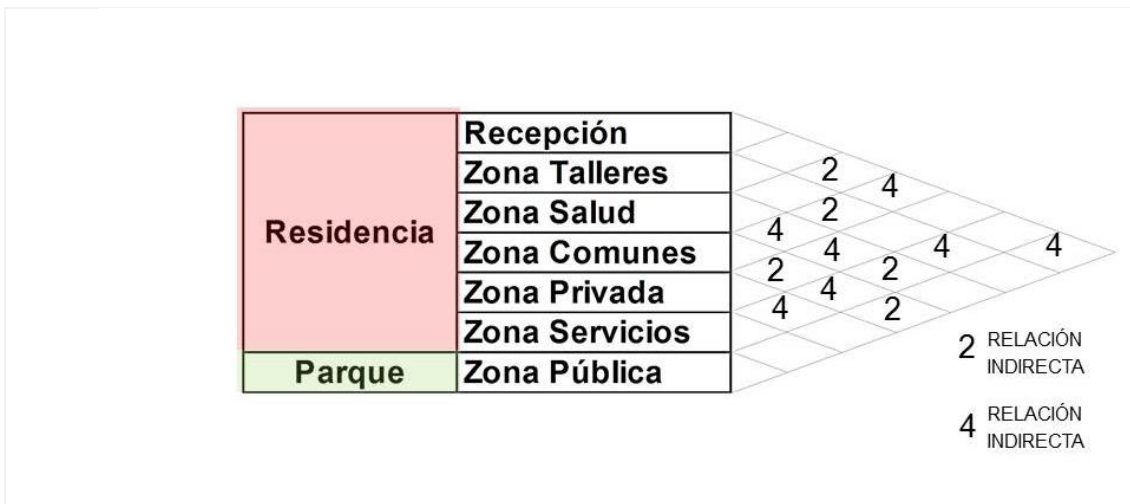 Recepción
Zona Talleres
Zona Salud
Residencia
Zona Comunes
Zona Privada
Zona Servicios
Parque
Zona Pública
2
4
2
4
4
4
4
2
2
4
4
2
2 RELACIÓN
INDIRECTA
4 RELACIÓN
INDIRECTA